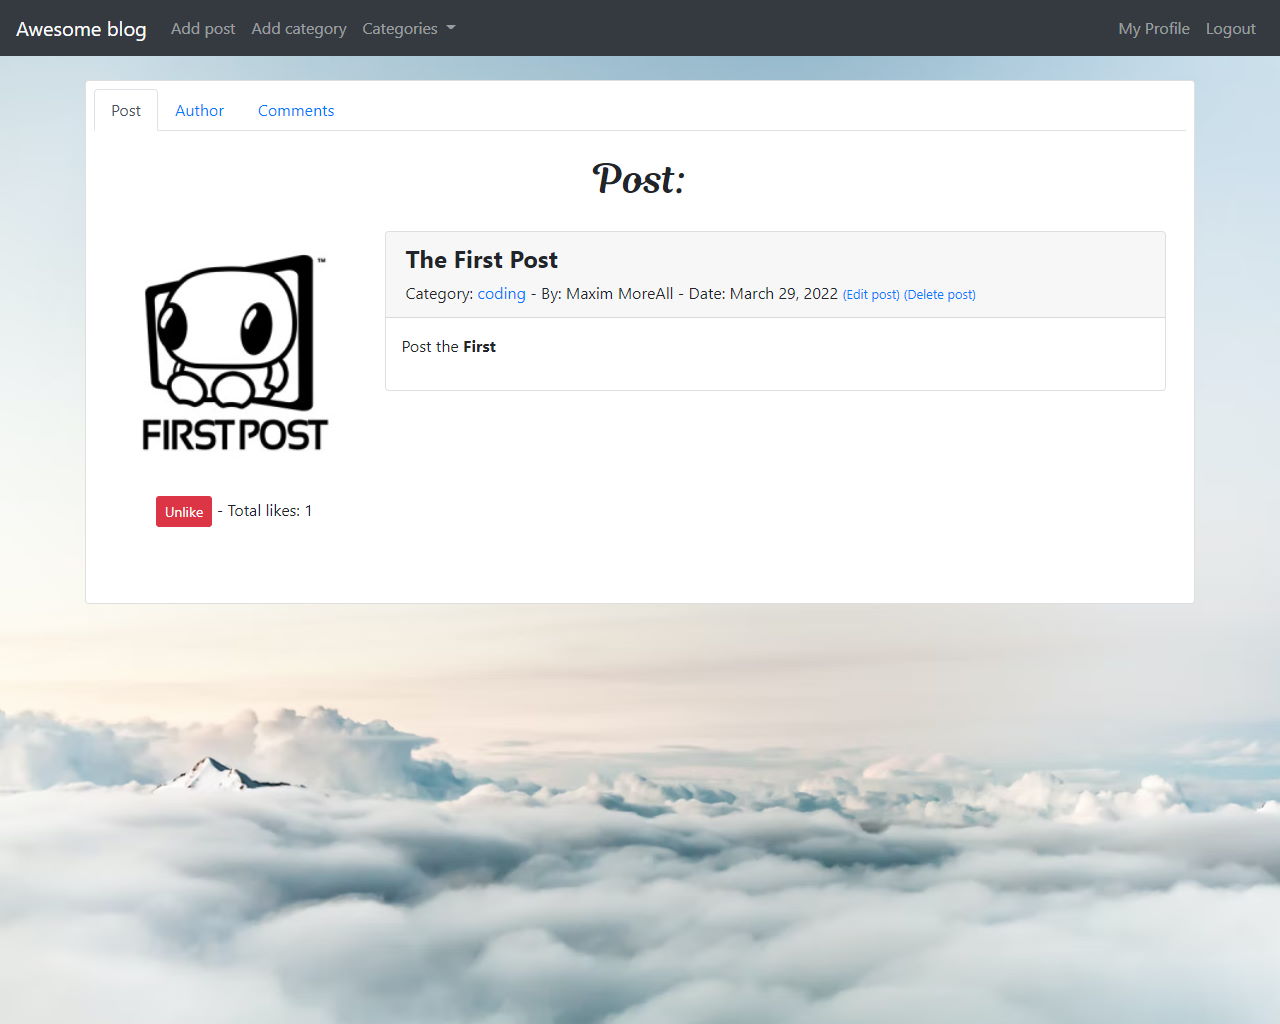 Awesome blog Add post Add category Categories My Profile Logout
Post Author Comments
Post:
™
FIRST POST
The First Post
Category: coding - By: Maxim MoreAll - Date: March 29, 2022 (Edit post) (Delete post)
Post the First
Unlike - Total likes: 1